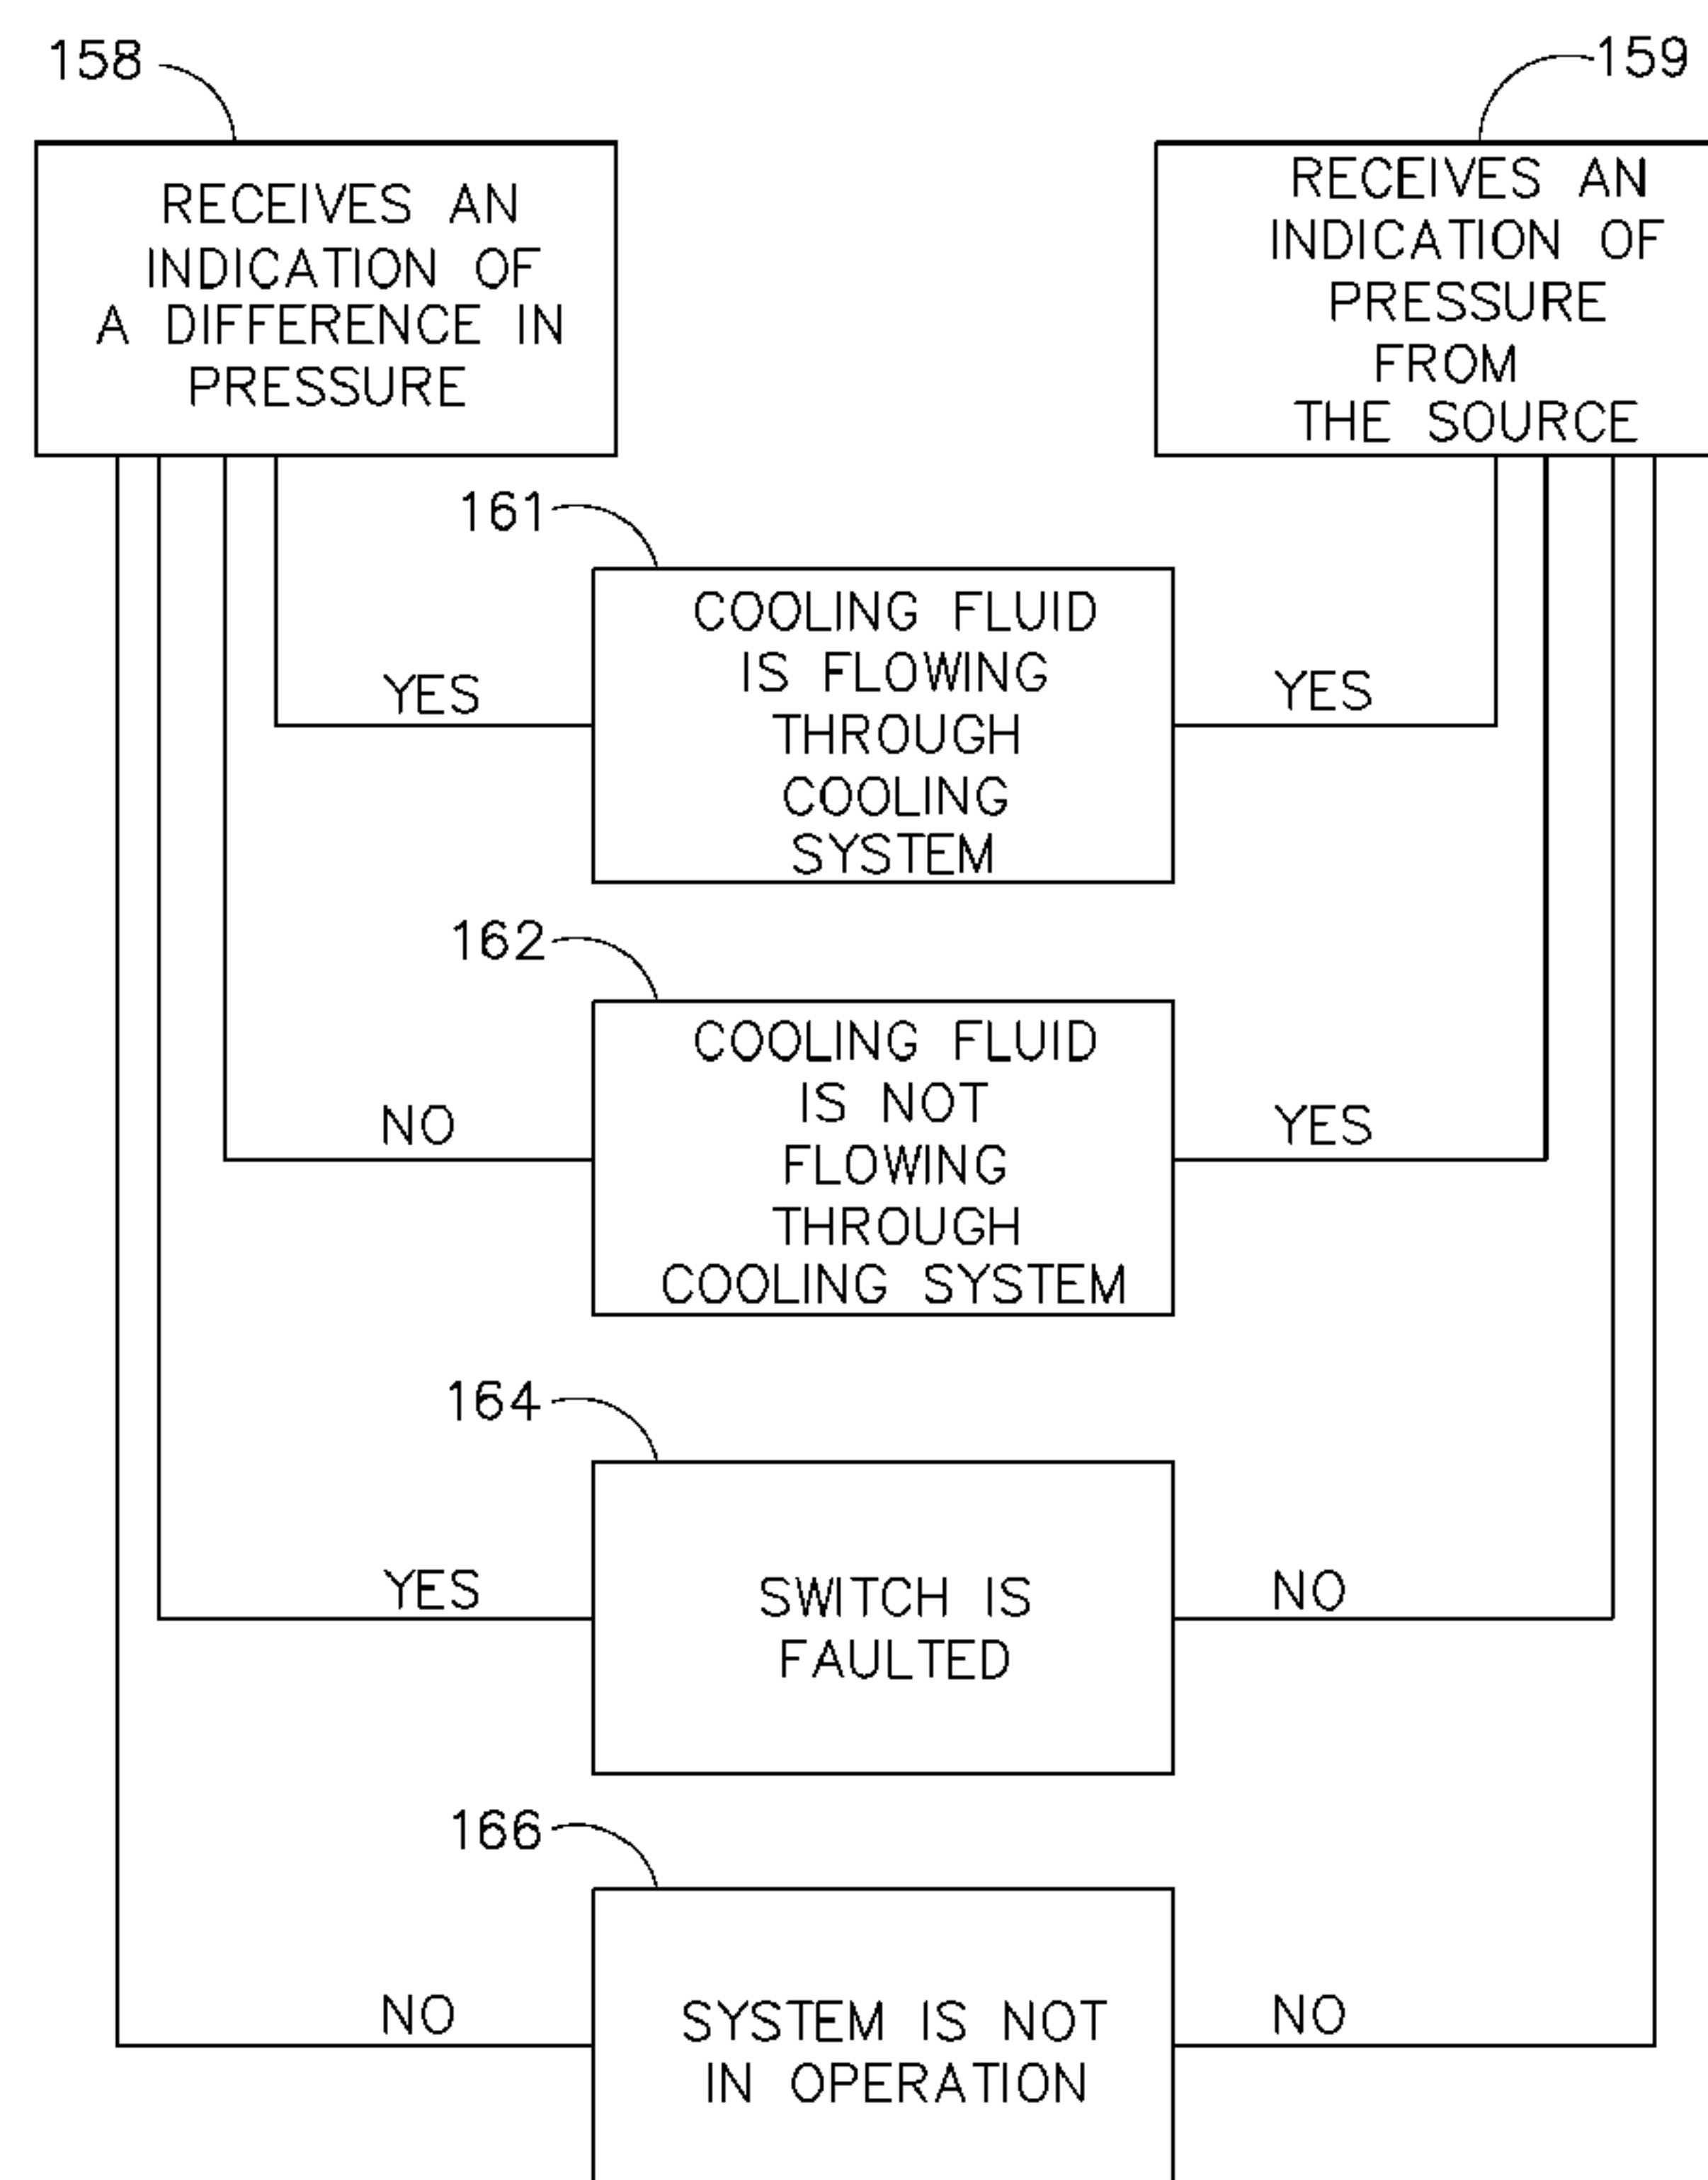 158
159
RECEIVES AN
INDICATION OF
A DIFFERENCE IN
PRESSURE
RECEIVES AN
INDICATION OF
PRESSURE
FROM
THE SOURCE
161
COOLING FLUID
IS FLOWING
THROUGH
COOLING
SYSTEM
YES
YES
162
COOLING FLUID
IS NOT
FLOWING
THROUGH
COOLING SYSTEM
NO
YES
164
YES
SWITCH IS
FAULTED
NO
166
NO
SYSTEM IS NOT
IN OPERATION
NO